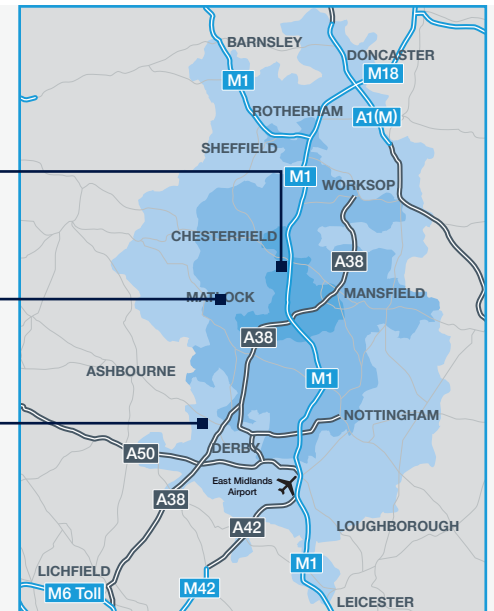 BARNSLEY
DONCASTER
M1
M18
ROTHERHAM
A1(M)
SHEFFIELD
M1
WORKSOP
CHESTERFIELD
A38
MATLOCK
MANSFIELD
A38
ASHBOURNE
M1
NOTTINGHAM
DERBY
A50
East Midlands
Airport
A38
A42
LOUGHBOROUGH
M1
LICHFIELD
M6 Toll
M42
LEICESTER